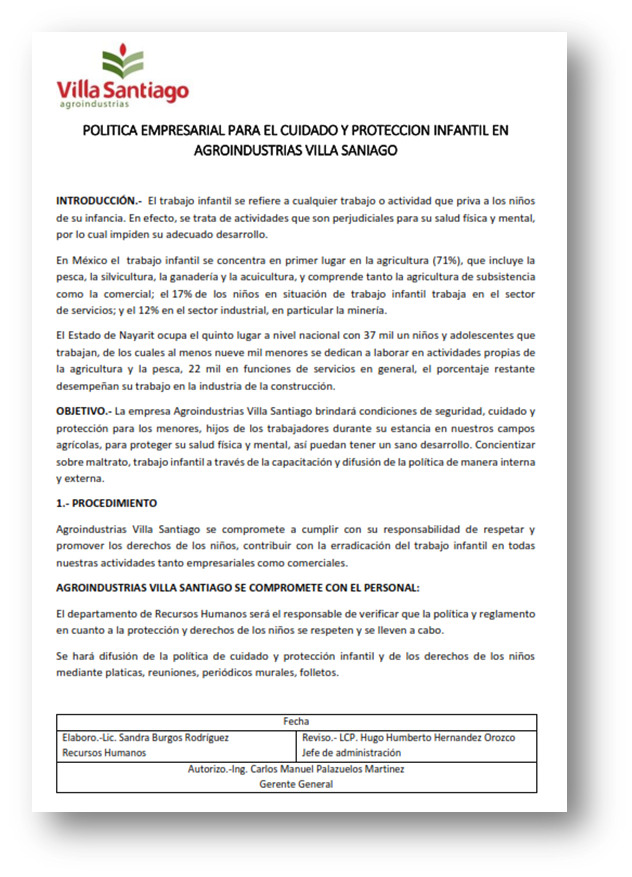 Villa Santiago
agroindustrias
POLITICA EMPRESARIAL PARA EL CUIDADO Y PROTECCION INFANTIL EN
AGROINDUSTRIAS VILLA SANIAGO
INTRODUCCIÓN.- El trabajo infantil se refiere a cualquier trabajo o actividad que priva a los niños
de su infancia. En efecto, se trata de actividades que son perjudiciales para su salud física y mental,
por lo cual impiden su adecuado desarrollo.
En México el trabajo infantil se concentra en primer lugar en la agricultura (71%), que incluye la
pesca, la silvicultura, la ganadería y la acuicultura, y comprende tanto la agricultura de subsistencia
como la comercial; el 17% de los niños en situación de trabajo infantil trabaja en el sector
de servicios; y el 12% en el sector industrial, en particular la minería.
El Estado de Nayarit ocupa el quinto lugar a nivel nacional con 37 mil un niños y adolescentes que
trabajan, de los cuales al menos nueve mil menores se dedican a laborar en actividades propias de
la agricultura y la pesca, 22 mil en funciones de servicios en general, el porcentaje restante
desempeñan su trabajo en la industria de la construcción.
OBJETIVO.- La empresa Agroindustrias Villa Santiago brindará condiciones de seguridad, cuidado y
protección para los menores, hijos de los trabajadores durante su estancia en nuestros campos
agrícolas, para proteger su salud física y mental, así puedan tener un sano desarrollo. Concientizar
sobre maltrato, trabajo infantil a través de la capacitación y difusión de la política de manera interna
y externa.
1.- PROCEDIMIENTO
Agroindustrias Villa Santiago se compromete a cumplir con su responsabilidad de respetar y
promover los derechos de los niños, contribuir con la erradicación del trabajo infantil en todas
nuestras actividades tanto empresariales como comerciales.
AGROINDUSTRIAS VILLA SANTIAGO SE COMPROMETE CON EL PERSONAL:
El departamento de Recursos Humanos será el responsable de verificar que la política y reglamento
en cuanto a la protección y derechos de los niños se respeten y se lleven a cabo.
Se hará difusión de la política de cuidado y protección infantil y de los derechos de los niños
mediante platicas, reuniones, periódicos murales, folletos.
Fecha
Elaboro.-Lic. Sandra Burgos Rodríguez
Recursos Humanos
Reviso.- LCP. Hugo Humberto Hernandez Orozco
Jefe de administración
Autorizo.-Ing. Carlos Manuel Palazuelos Martinez
Gerente General